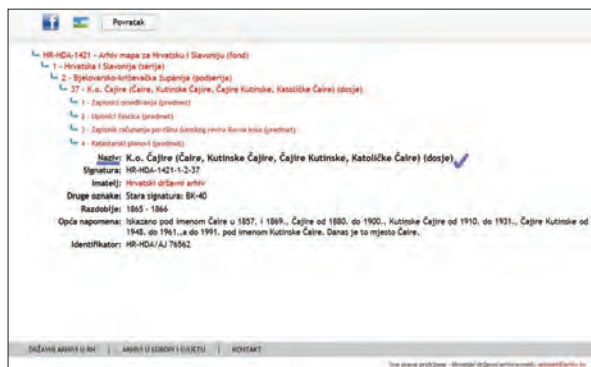 Povratak
HR-HDA-1421 - Arhiv mapa za Hrvatsku i Slavoniju (fond)
1 - Hrvatska i Slavonija (serija)
2 - Bjelovarsko-križevačka županija (podserija)
37 - K.o. Čajire (Čaire, Kutinske Čajire, Čajire Kutinske, Katoličke Čaire) (dosje)
1 - Zapisnici omeđivanja (predmet)
2 - Upisnici čestica (predmet)
3 - Zapisnik računanja površina (predmet)
4 - Katastarski planovi (predmet)
Naziv: K.o. Čajire (Čaire, Kutinske Čajire, Čajire Kutinske, Katoličke Čaire) (dosje)
Signatura: HR-HDA-1421-1-2-37
Imatelj: Hrvatski državni arhiv
Druge oznake: Stara signatura: BK-40
Razdoblje: 1865 - 1866
Opća napomena: Iskazano pod imenom Čaire u 1857. i 1869., Čajire od 1880. do 1900., Kutinske Čajire od 1910. do 1931., Čajire Kutinske od
1948. do 1961.,a do 1991. pod imenom Kutinske Čaire. Danas je to mjesto Čaire.
Identifikator: HR-HDA/AJ 76562
DRŽAVNI ARHIVI U RH | ARHIVI U EUROPI I SVIJETU | KONTAKT
Sva prava pridržana - Hrvatski državni arhiv